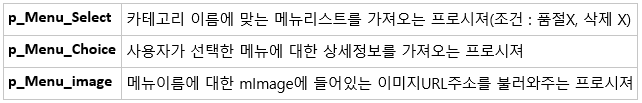 p_Menu_Select 카테고리 이름에 맞는 메뉴리스트를 가져오는 프로시져(조건 : 품절X, 삭제 X)
p_Menu_Choice 사용자가 선택한 메뉴에 대한 상세정보를 가져오는 프로시져
p_Menu_image 메뉴이름에 대한 mImage에 들어있는 이미지URL주소를 불러와주는 프로시져